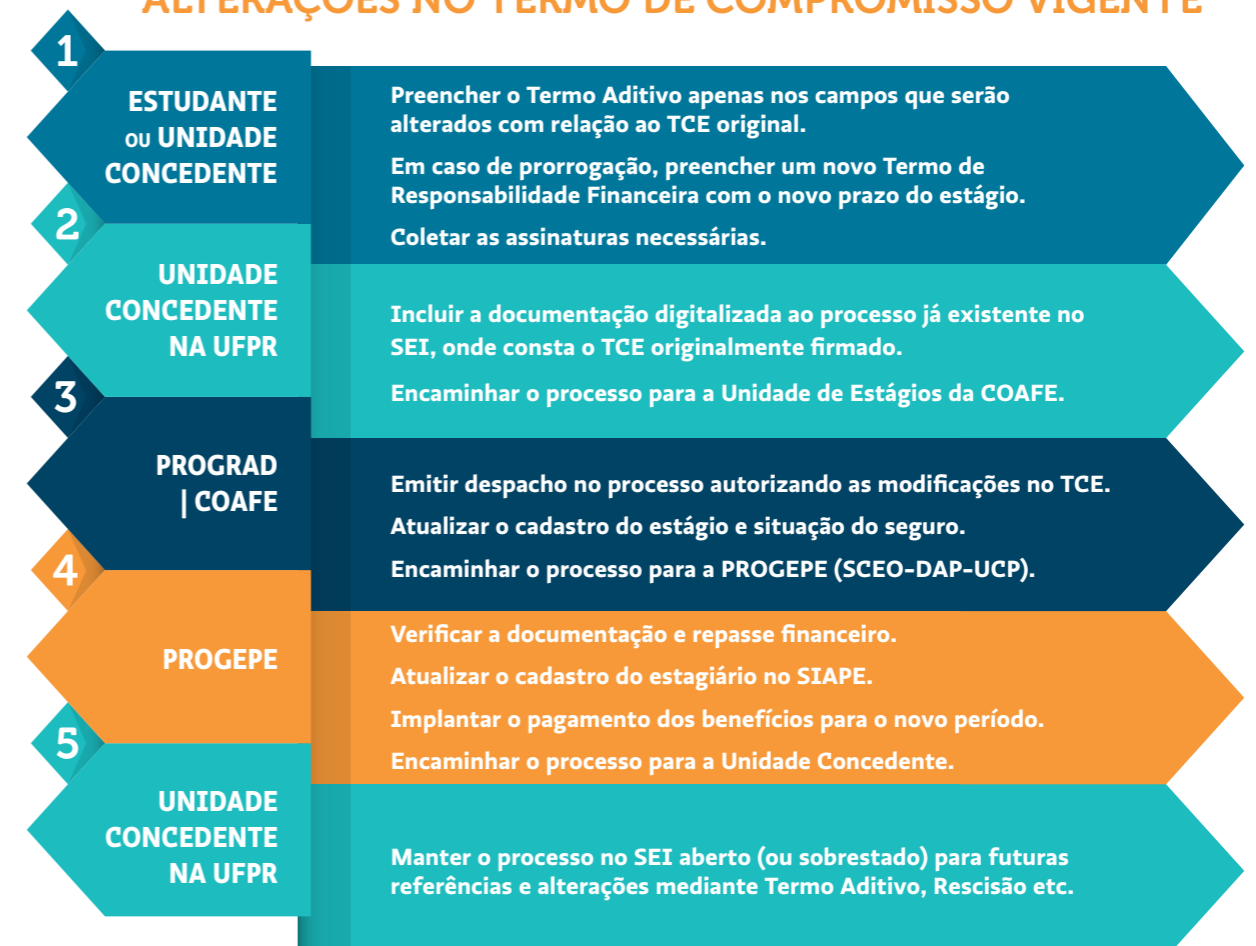 ALTERAÇÕES NO TERMO DE COMPROMISSO VIGENTE
1
ESTUDANTE
OU UNIDADE
CONCEDENTE
Preencher o Termo Aditivo apenas nos campos que serão
alterados com relação ao TCE original.
Em caso de prorrogação, preencher um novo Termo de
Responsabilidade Financeira com o novo prazo do estágio.
Coletar as assinaturas necessárias.
2
UNIDADE
CONCEDENTE
NA UFPR
Incluir a documentação digitalizada ao processo já existente no
SEI, onde consta o TCE originalmente firmado.
Encaminhar o processo para a Unidade de Estágios da COAFE.
3
PROGRAD
| COAFE
Emitir despacho no processo autorizando as modificações no TCE.
Atualizar o cadastro do estágio e situação do seguro.
Encaminhar o processo para a PROGEPE (SCEO-DAP-UCP).
4
PROGEPE
Verificar a documentação e repasse financeiro.
Atualizar o cadastro do estagiário no SIAPE.
Implantar o pagamento dos benefícios para o novo período.
Encaminhar o processo para a Unidade Concedente.
5
UNIDADE
CONCEDENTE
NA UFPR
Manter o processo no SEI aberto (ou sobrestado) para futuras
referências e alterações mediante Termo Aditivo, Rescisão etc.